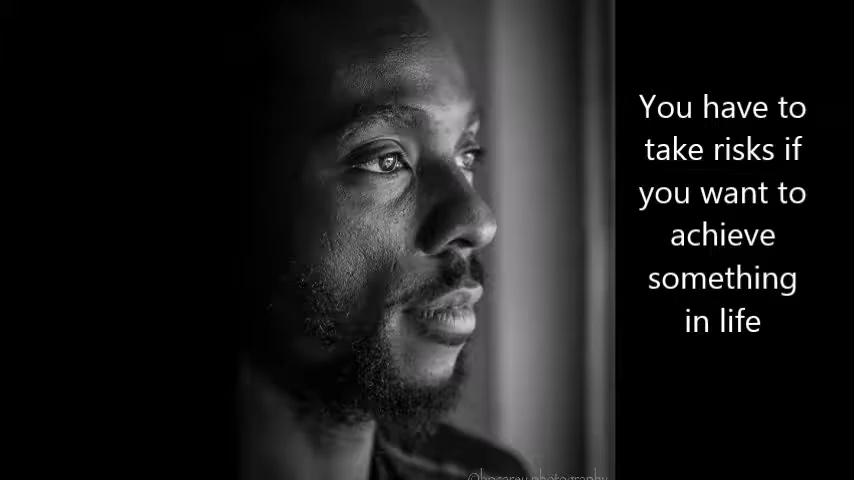 You have to
take risks if
you want to
achieve
something
in life